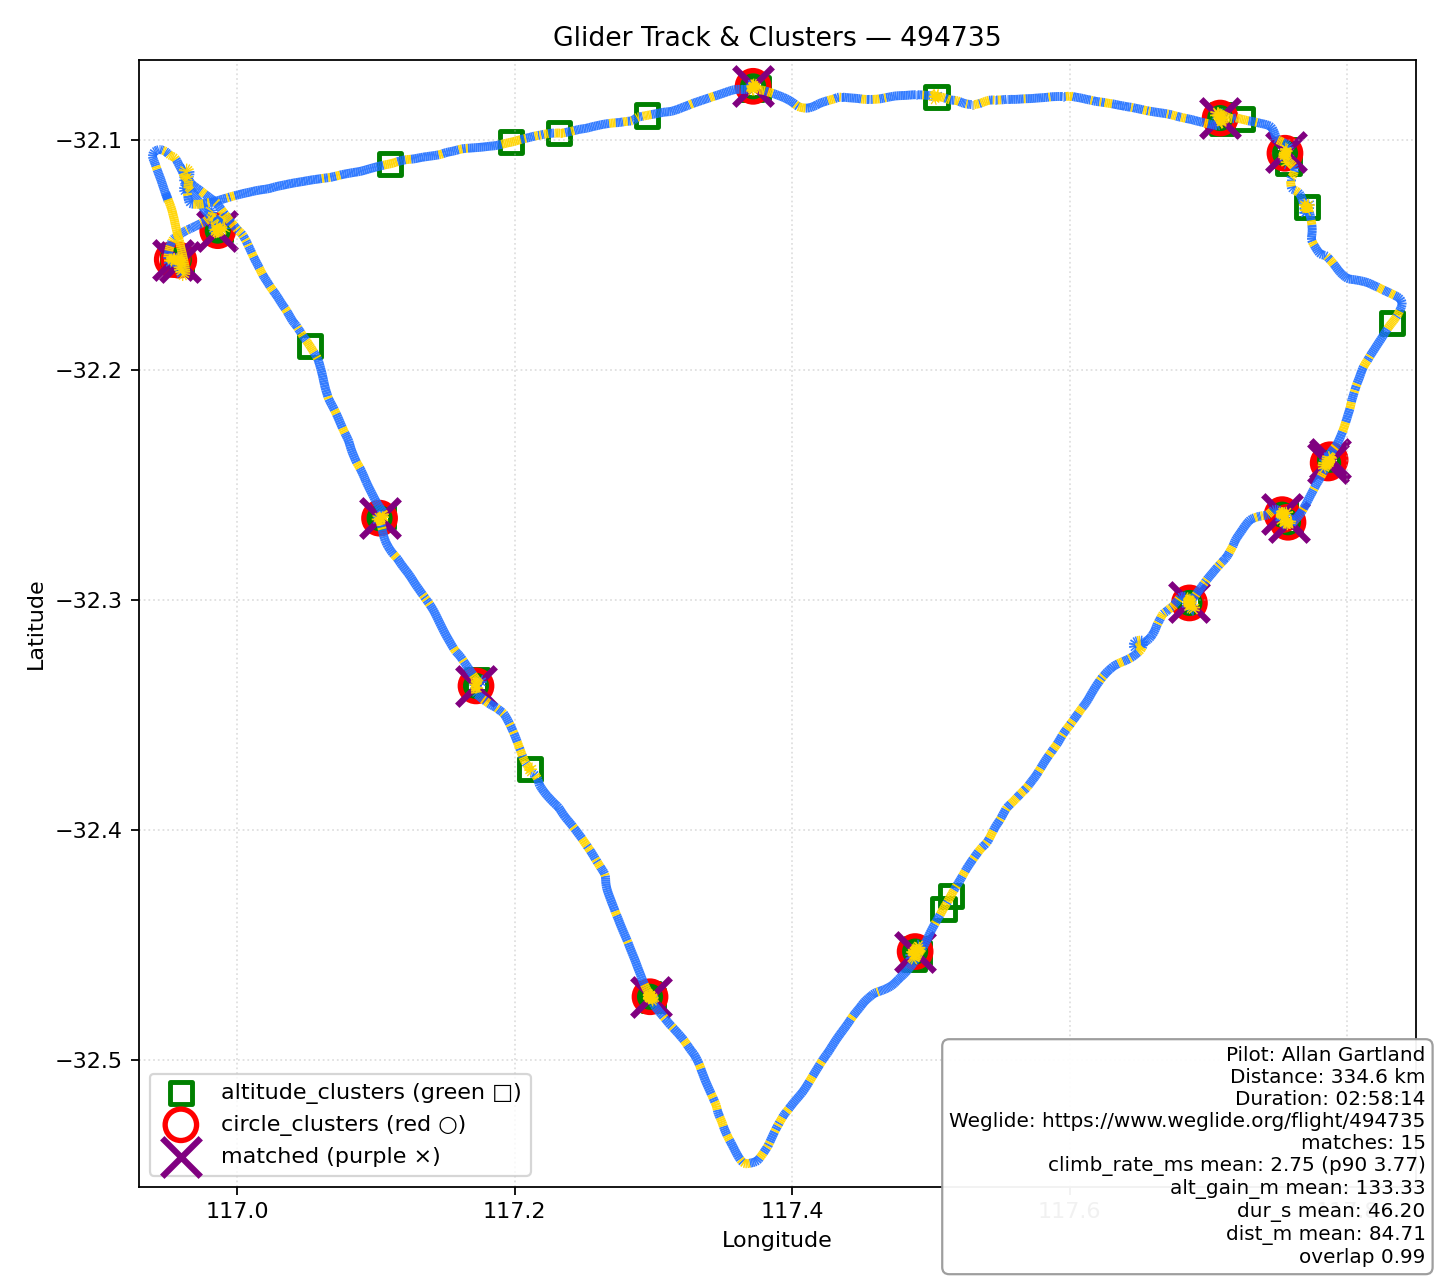 Glider Track & Clusters — 494735
−32.1
−32.2
−32.3
−32.4
−32.5
Latitude
altitude_clusters (green □)
circle_clusters (red ○)
matched (purple ×)
117.0
117.2
117.4
117.6
Longitude
Pilot: Allan Gartland
Distance: 334.6 km
Duration: 02:58:14
Weglide: https://www.weglide.org/flight/494735
matches: 15
climb_rate_ms mean: 2.75 (p90 3.77)
alt_gain_m mean: 133.33
dur_s mean: 46.20
dist_m mean: 84.71
overlap 0.99